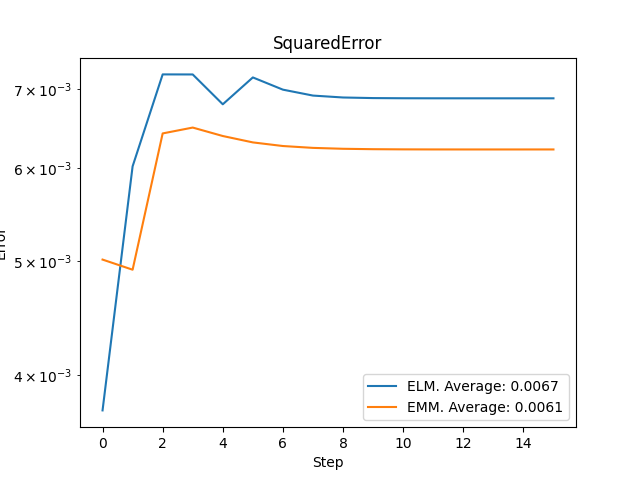 SquaredError
7 × 10⁻³
6 × 10⁻³
5 × 10⁻³
4 × 10⁻³
Error
ELM. Average: 0.0067
EMM. Average: 0.0061
0 2 4 6 8 10 12 14
Step